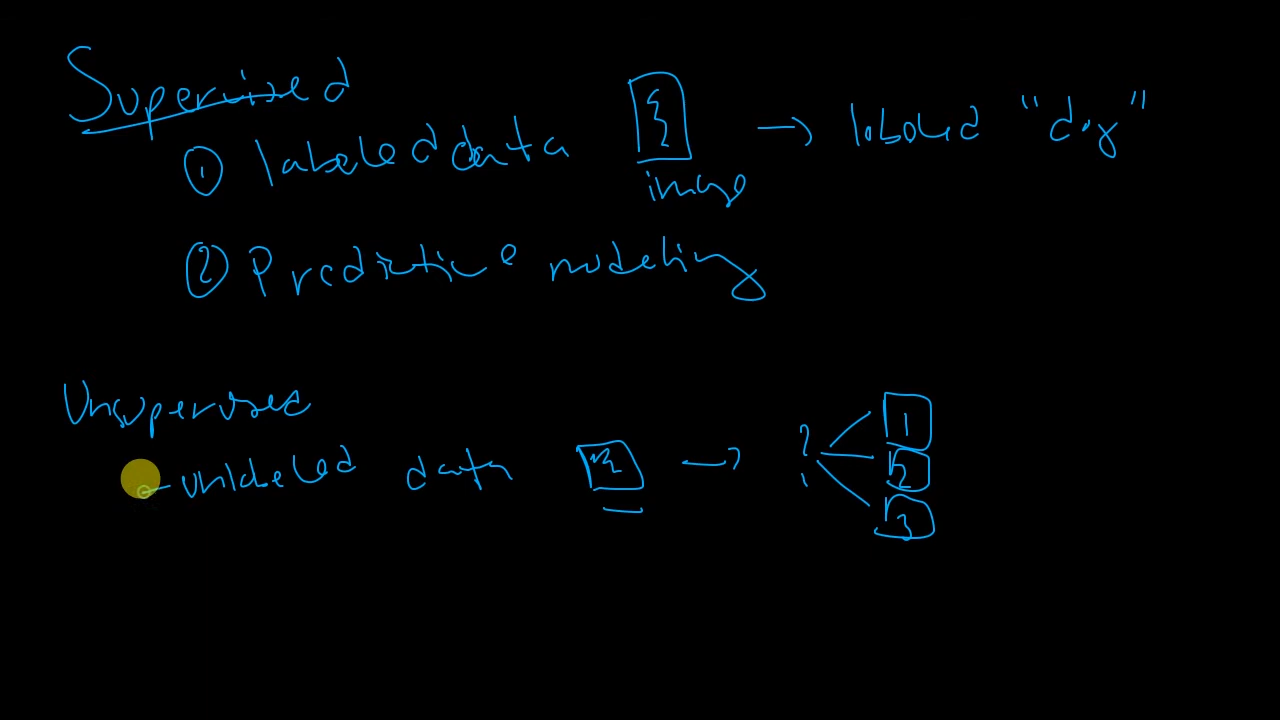 Supervised
① labeled data → labeled "dog"
image
② Predictive modeling
Unsupervised
- unlabeled data → ? 1
2
3